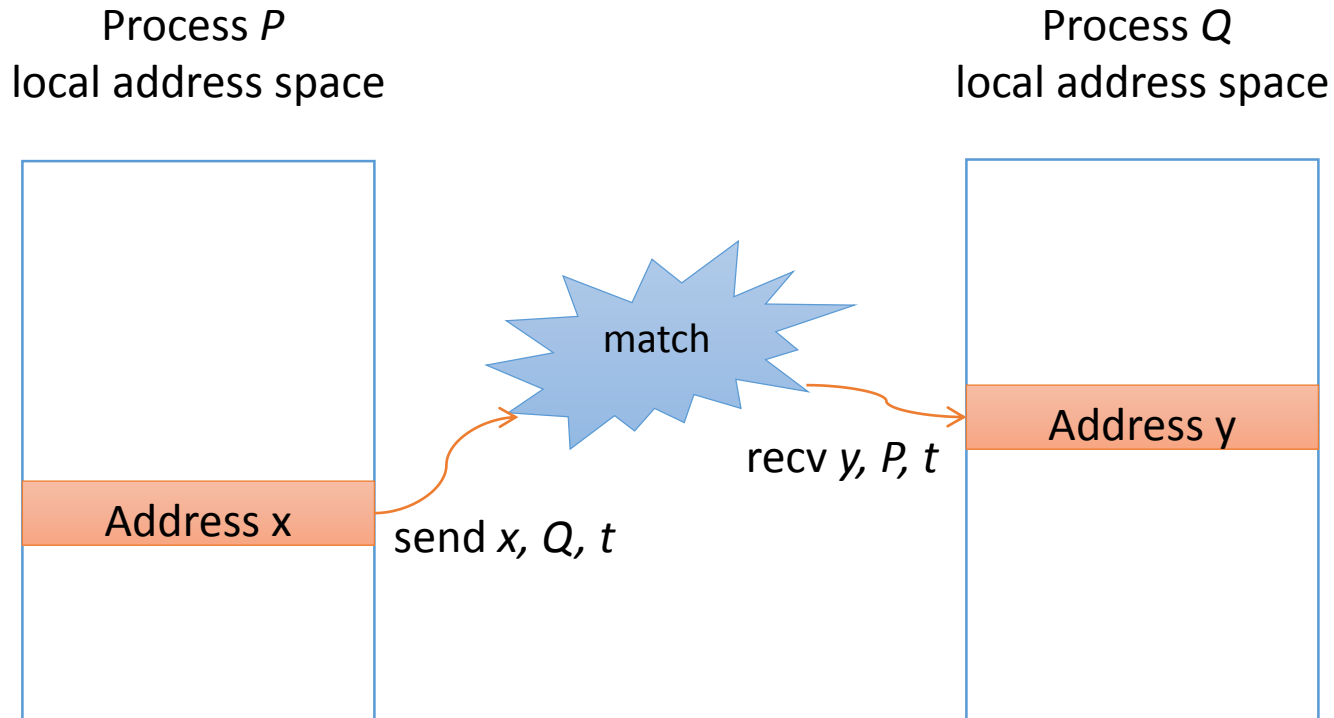 Process P
local address space
Process Q
local address space
match
Address y
recv y, P, t
Address x
send x, Q, t